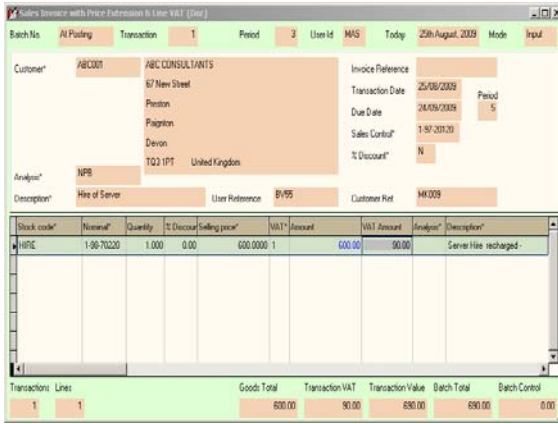 Sales Invoice with Price Extension & Line VAT (Doc)
Batch No. At Posting Transaction 1 Period 3 User Id MAS Today 25th August, 2009 Mode Input
Customer* ABC001 ABC CONSULTANTS Invoice Reference
67 New Street Transaction Date 25/08/2009 Period
Preston Due Date 24/09/2009 5
Paignton Sales Control* 1-97-20120
Devon % Discount* N
TQ3 1PT United Kingdom
Analysis* NPB
Description* Hire of Server User Reference BV55 Customer Ref. MK009
Stock code* Nominal* Quantity % Discour Selling price* VAT* Amount VAT Amount Analysis* Description*
HIRE 1-98-70220 1.000 0.00 600.0000 1 600.00 90.00 Server Hire recharged -
Transactions Lines Goods Total Transaction VAT Transaction Value Batch Total Batch Control
1 1 600.00 90.00 690.00 690.00 0.00